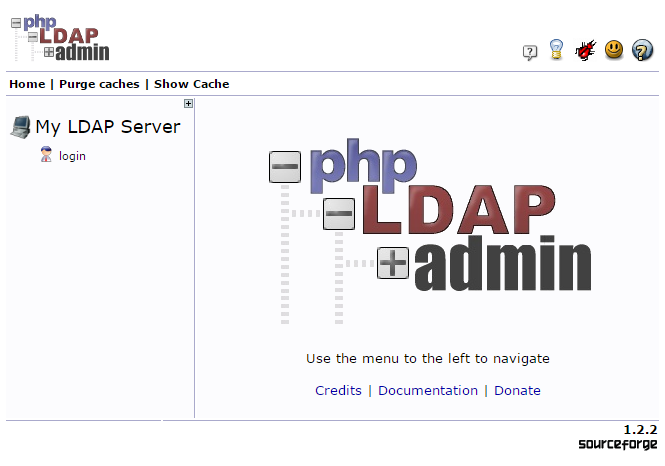 php
LDAP
admin
Home | Purge caches | Show Cache
My LDAP Server
login
php
LDAP
admin
Use the menu to the left to navigate
Credits | Documentation | Donate
1.2.2
sourceforge